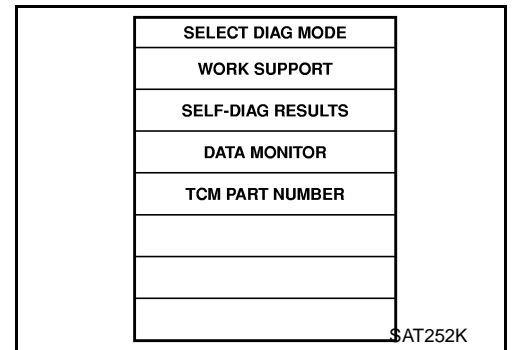 SELECT DIAG MODE
WORK SUPPORT
SELF-DIAG RESULTS
DATA MONITOR
TCM PART NUMBER
SAT252K